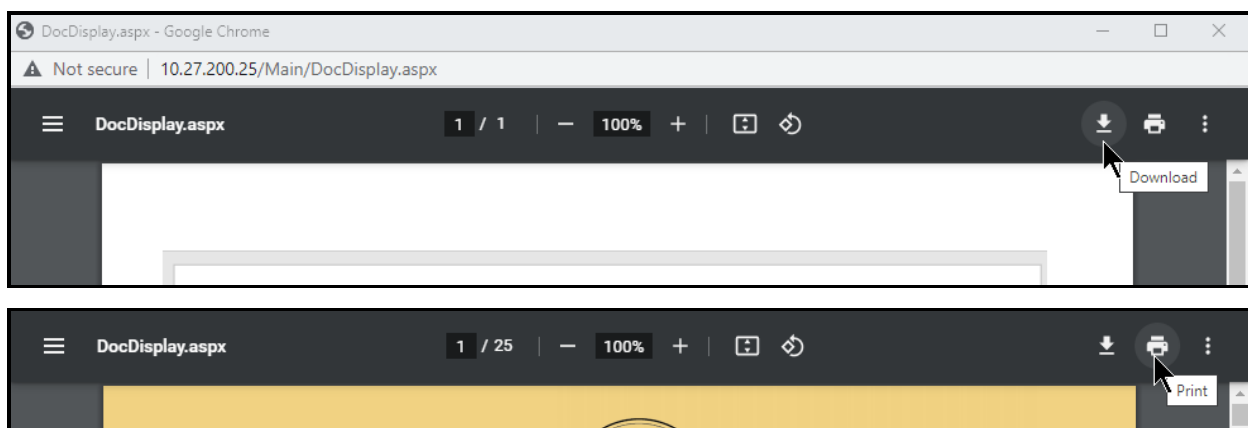 DocDisplay.aspx - Google Chrome
Not secure | 10.27.200.25/Main/DocDisplay.aspx
DocDisplay.aspx 1 / 1 | — 100% + |
Download
DocDisplay.aspx 1 / 25 | — 100% + |
Print